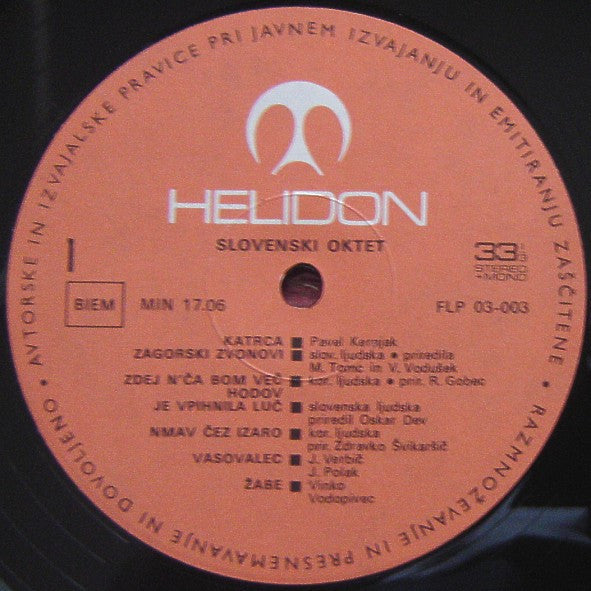 AVTORSKE IN IZVAJALSKE PRAVICE PRI JAVNEM IZVAJANJU IN EMITIRANJU ZAŠČITENE • RAZMNOŽEVANJE IN PRESNEMAVANJE NI DOVOLJENO •
HELIDON
SLOVENSKI OKTET
I
33 1/3
STEREO
+MONO
BIEM MIN 17.06 FLP 03-003
KATRCA ■ Pavel Kernjak
ZAGORSKI ZVONOVI ■ slov. ljudska • priredila
M. Tomc in V. Vodušek
ZDEJ N'ČA BOM VEČ ■ kor. ljudska • prir. R. Gobec
HODOV
JE VPIHNILA LUČ ■ slovenska ljudska
priredil Oskar Dev
NMAV ČEZ IZARO ■ kor. ljudska
prir. Zdravko Švikaršič
VASOVALEC ■ J. Verbič
J. Polak
ŽABE ■ Vinko
Vodopivec